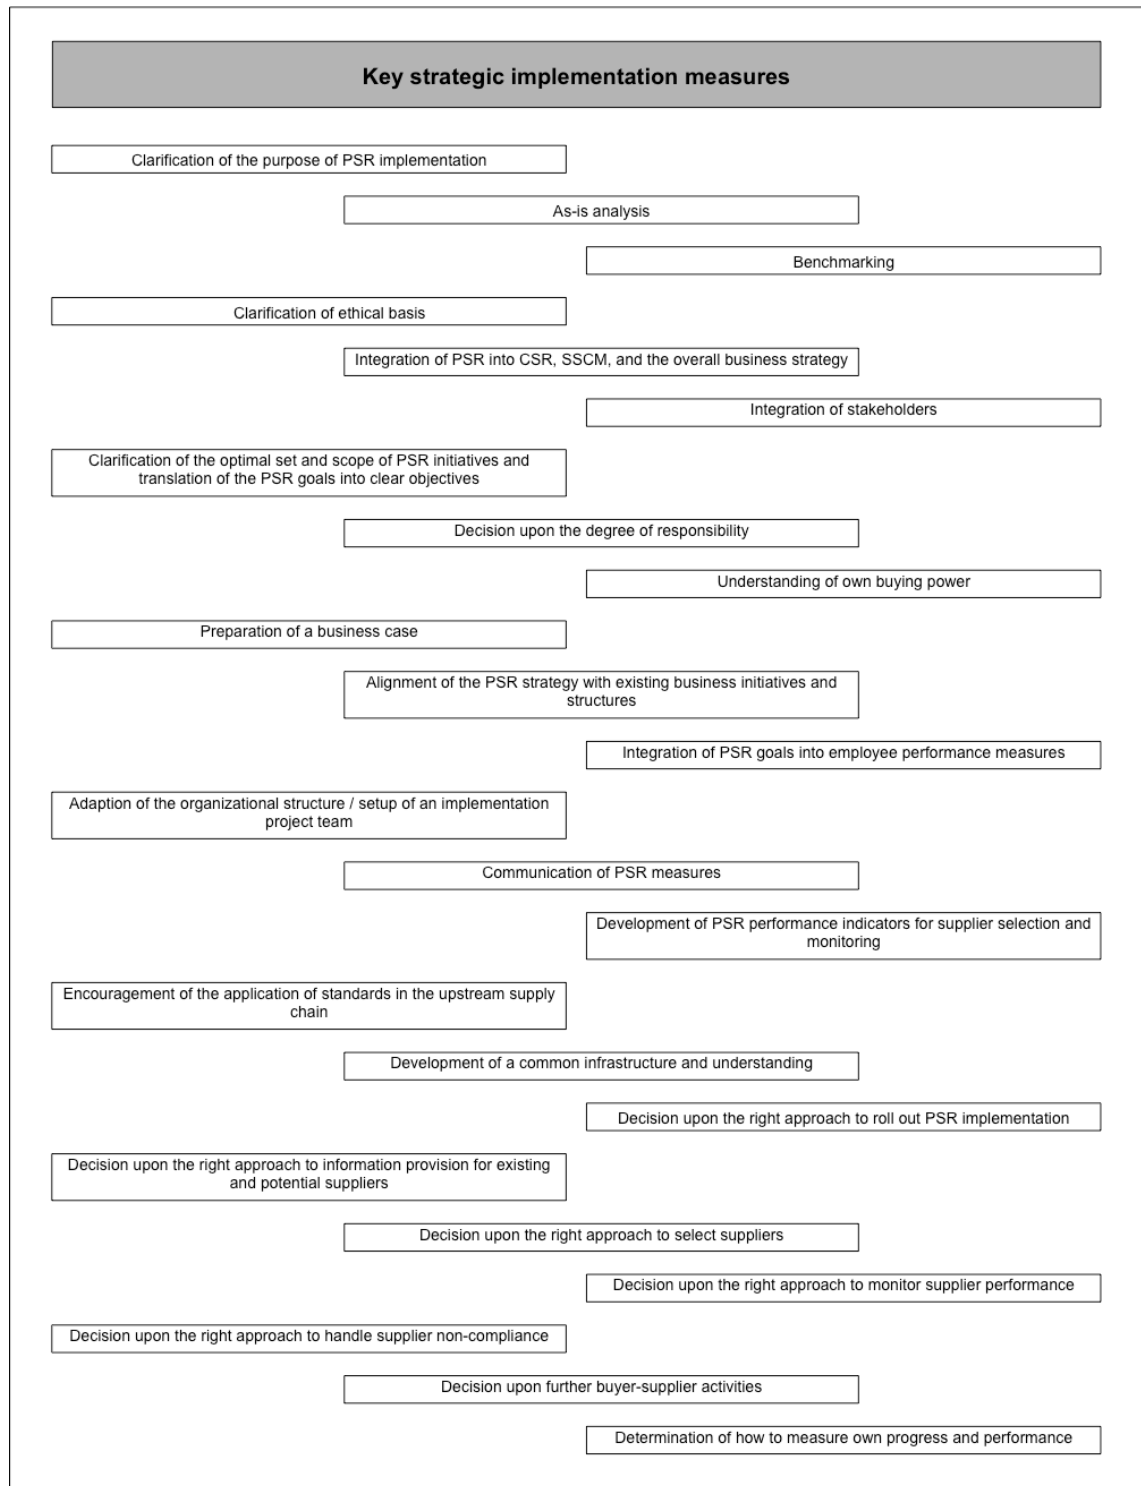 Key strategic implementation measures
Clarification of the purpose of PSR implementation
As-is analysis
Benchmarking
Clarification of ethical basis
Integration of PSR into CSR, SSCM, and the overall business strategy
Integration of stakeholders
Clarification of the optimal set and scope of PSR initiatives and
translation of the PSR goals into clear objectives
Decision upon the degree of responsibility
Understanding of own buying power
Preparation of a business case
Alignment of the PSR strategy with existing business initiatives and
structures
Integration of PSR goals into employee performance measures
Adaption of the organizational structure / setup of an implementation
project team
Communication of PSR measures
Development of PSR performance indicators for supplier selection and
monitoring
Encouragement of the application of standards in the upstream supply
chain
Development of a common infrastructure and understanding
Decision upon the right approach to roll out PSR implementation
Decision upon the right approach to information provision for existing
and potential suppliers
Decision upon the right approach to select suppliers
Decision upon the right approach to monitor supplier performance
Decision upon the right approach to handle supplier non-compliance
Decision upon further buyer-supplier activities
Determination of how to measure own progress and performance